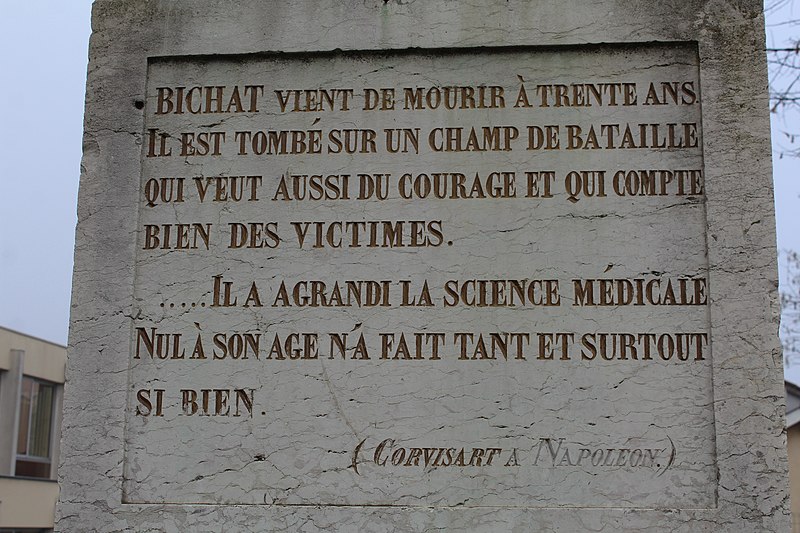 BICHAT VIENT DE MOURIR À TRENTE ANS.
IL EST TOMBÉ SUR UN CHAMP DE BATAILLE
QUI VEUT AUSSI DU COURAGE ET QUI COMPTE
BIEN DES VICTIMES.
.....IL A AGRANDI LA SCIENCE MÉDICALE
NUL À SON AGE N'A FAIT TANT ET SURTOUT
SI BIEN.
(CORVISART A NAPOLÉON.)